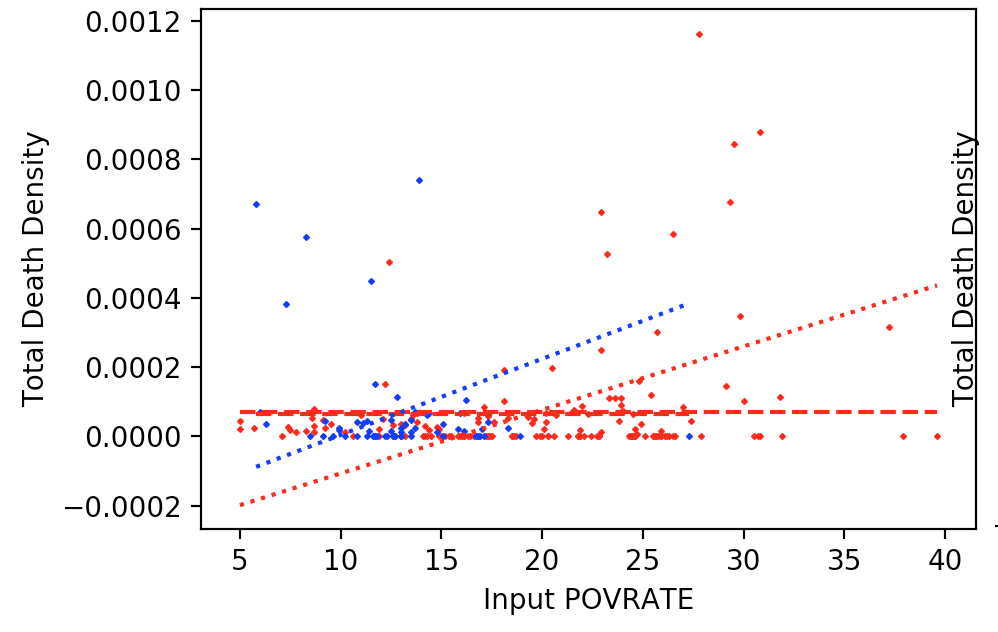 0.0012
0.0010
0.0008
0.0006
0.0004
0.0002
0.0000
−0.0002
Total Death Density
5 10 15 20 25 30 35 40
Input POVRATE
Total Death Density